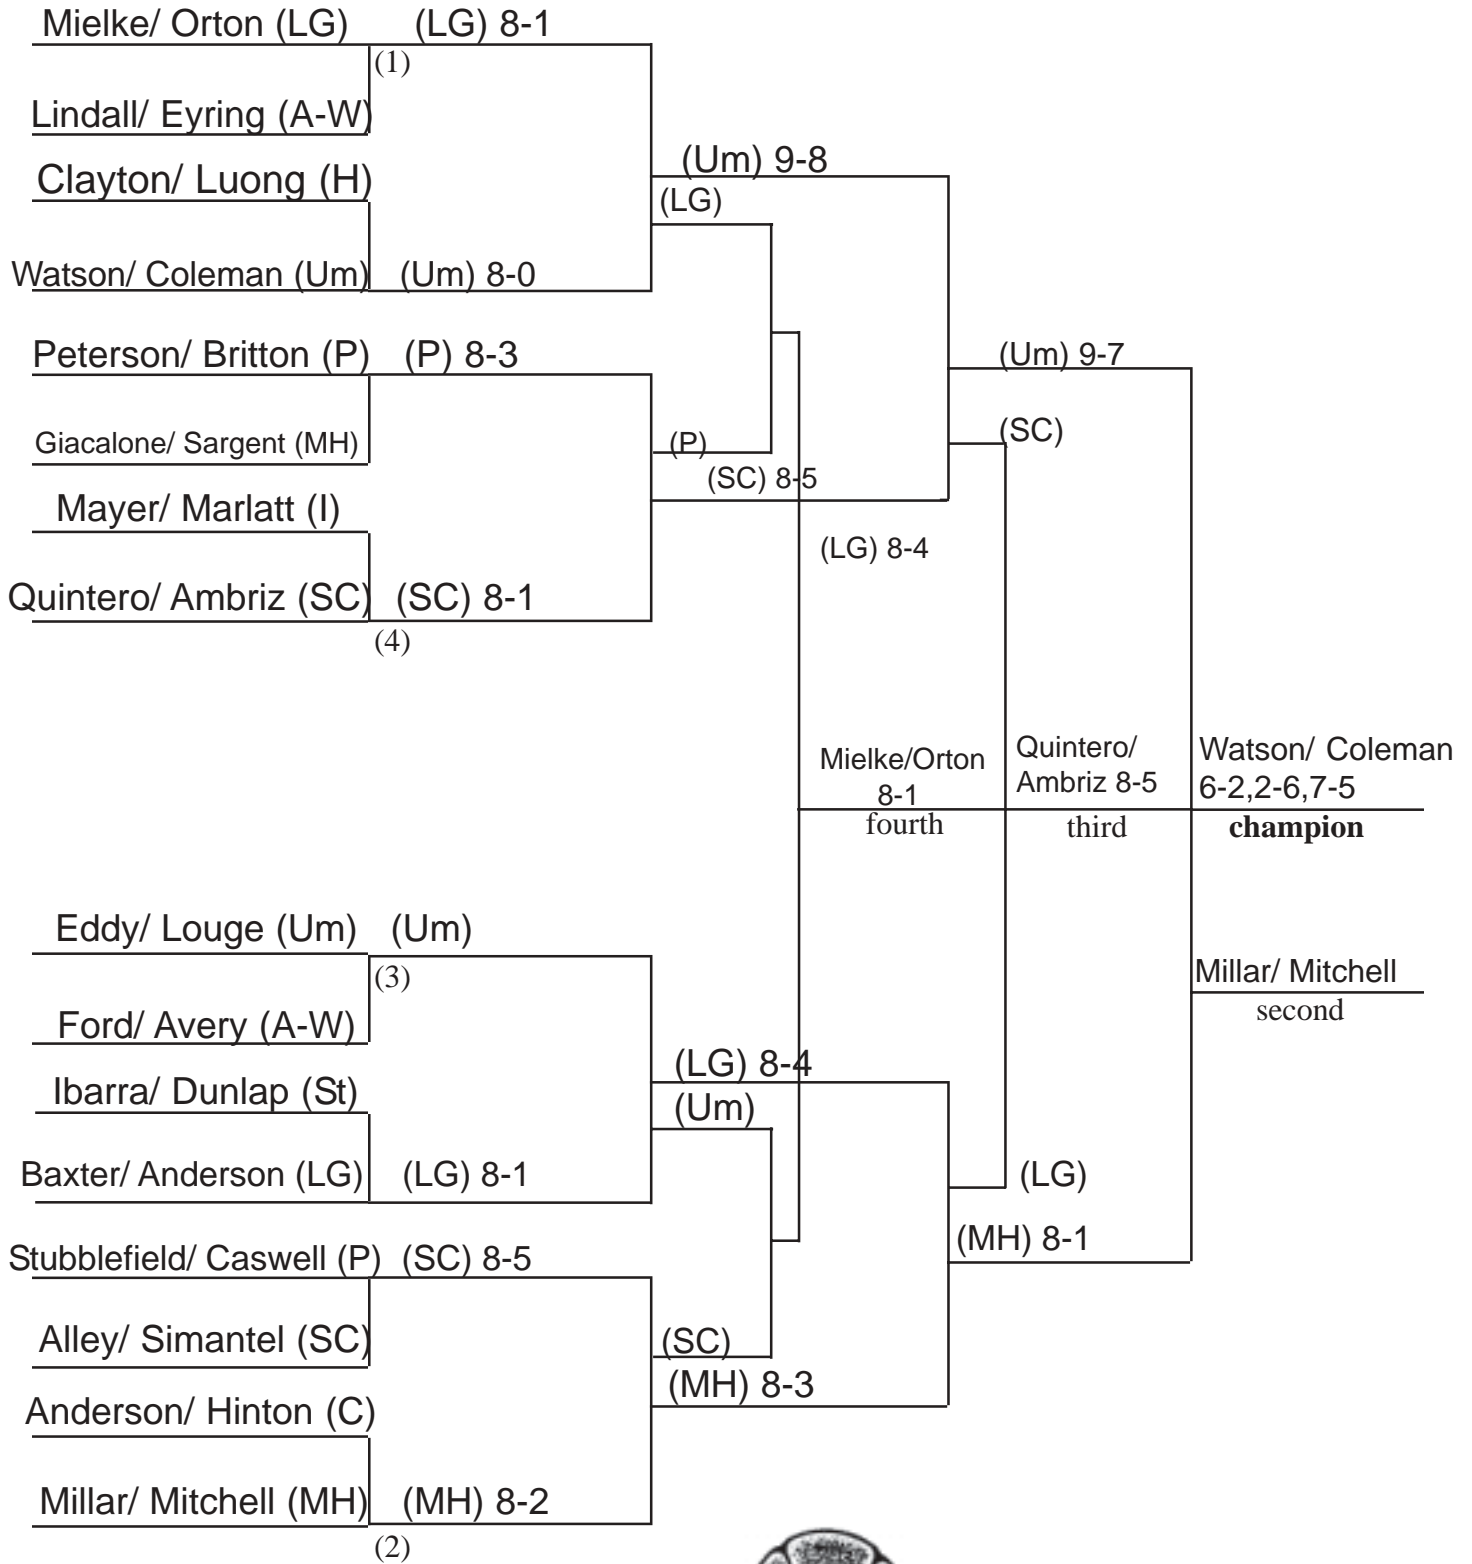 Mielke/ Orton (LG) (LG) 8-1
(1)
Lindall/ Eyring (A-W)
(Um) 9-8
Clayton/ Luong (H)
(LG)
Watson/ Coleman (Um) (Um) 8-0
Peterson/ Britton (P) (P) 8-3
(Um) 9-7
Giacalone/ Sargent (MH)
(P)
(SC)
(SC) 8-5
Mayer/ Marlatt (I)
(LG) 8-4
Quintero/ Ambriz (SC) (SC) 8-1
(4)
Mielke/Orton
8-1
fourth
Quintero/
Ambriz 8-5
third
Watson/ Coleman
6-2,2-6,7-5
champion
Eddy/ Louge (Um) (Um)
(3)
Millar/ Mitchell
second
Ford/ Avery (A-W)
(LG) 8-4
Ibarra/ Dunlap (St)
(Um)
Baxter/ Anderson (LG) (LG) 8-1
(LG)
(MH) 8-1
Stubblefield/ Caswell (P) (SC) 8-5
Alley/ Simantel (SC)
(SC)
(MH) 8-3
Anderson/ Hinton (C)
Millar/ Mitchell (MH) (MH) 8-2
(2)